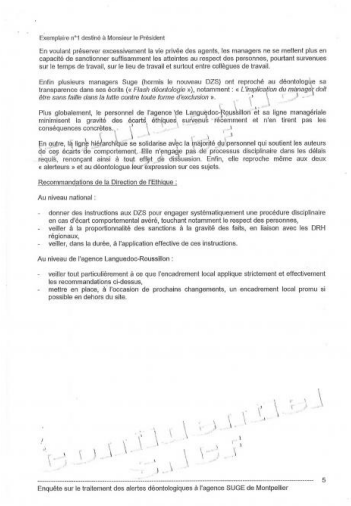 Exemplaire n°1 destiné à Monsieur le Président
En voulant préserver excessivement la vie privée des agents, les managers ne se mettent plus en
capacité de sanctionner suffisamment les atteintes au respect des personnes, pourtant survenues
sur le temps de travail, sur le lieu de travail et surtout entre collègues de travail.
Enfin plusieurs managers Suge (hormis le nouveau DZS) ont reproché au déontologue sa
transparence dans ses écrits (« Flash déontologie »), notamment : « L'implication du manager doit
être sans faille dans la lutte contre toute forme d'exclusion ».
Plus globalement, le personnel de l'agence de Languedoc-Roussillon et sa ligne managériale
minimisent la gravité des écarts éthiques survenus récemment et n'en tirent pas les
conséquences concrètes.
En outre, la ligne hiérarchique se solidarise avec la majorité du personnel qui soutient les auteurs
de ces écarts de comportement. Elle n'engage pas de processus disciplinaire dans les délais
requis, renonçant ainsi à tout effet de dissuasion. Enfin, elle reproche même aux deux
« alerteurs » et au déontologue leur expression sur ces sujets.
Recommandations de la Direction de l'Ethique :
Au niveau national :
- donner des instructions aux DZS pour engager systématiquement une procédure disciplinaire
en cas d'écart comportemental avéré, touchant notamment le respect des personnes,
- veiller à la proportionnalité des sanctions à la gravité des faits, en liaison avec les DRH
régionaux,
- veiller, dans la durée, à l'application effective de ces instructions.
Au niveau de l'agence Languedoc-Roussillon :
- veiller tout particulièrement à ce que l'encadrement local applique strictement et effectivement
les recommandations ci-dessus,
- mettre en place, à l'occasion de prochains changements, un encadrement local promu si
possible en dehors du site.
Confidentiel
SNCF
5
Enquête sur le traitement des alertes déontologiques à l'agence SUGE de Montpellier